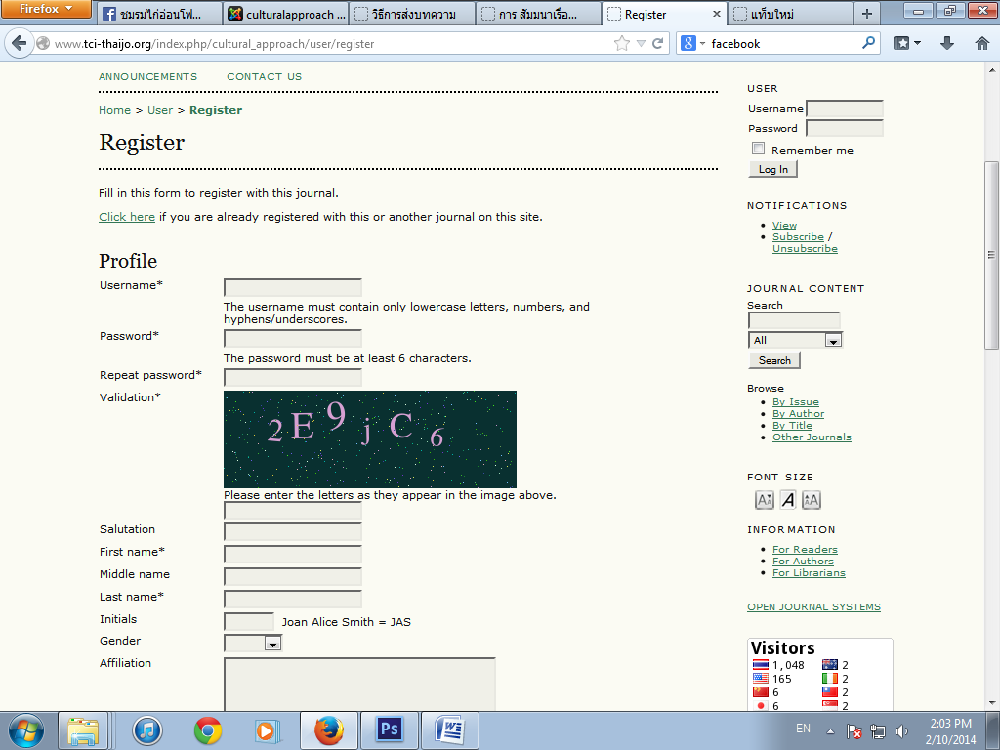 Firefox
ชมรมไก่อ่อนโฟ...
culturalapproach ...
วิธีการส่งบทความ
การ สัมมนาเรื่อ...
Register
แท็บใหม่
www.tci-thaijo.org/index.php/cultural_approach/user/register
facebook
ANNOUNCEMENTS CONTACT US
Home > User > Register
Register
Fill in this form to register with this journal.
Click here if you are already registered with this or another journal on this site.
Profile
Username*
The username must contain only lowercase letters, numbers, and
hyphens/underscores.
Password*
The password must be at least 6 characters.
Repeat password*
Validation*
2E9jC6
Please enter the letters as they appear in the image above.
Salutation
First name*
Middle name
Last name*
Initials
Joan Alice Smith = JAS
Gender
Affiliation
USER
Username
Password
Remember me
Log In
NOTIFICATIONS
View
Subscribe /
Unsubscribe
JOURNAL CONTENT
Search
All
Search
Browse
By Issue
By Author
By Title
Other Journals
FONT SIZE
A A A
INFORMATION
For Readers
For Authors
For Librarians
OPEN JOURNAL SYSTEMS
Visitors
1,048 2
165 2
6 2
6 2
Ps
W
EN
2:03 PM
2/10/2014